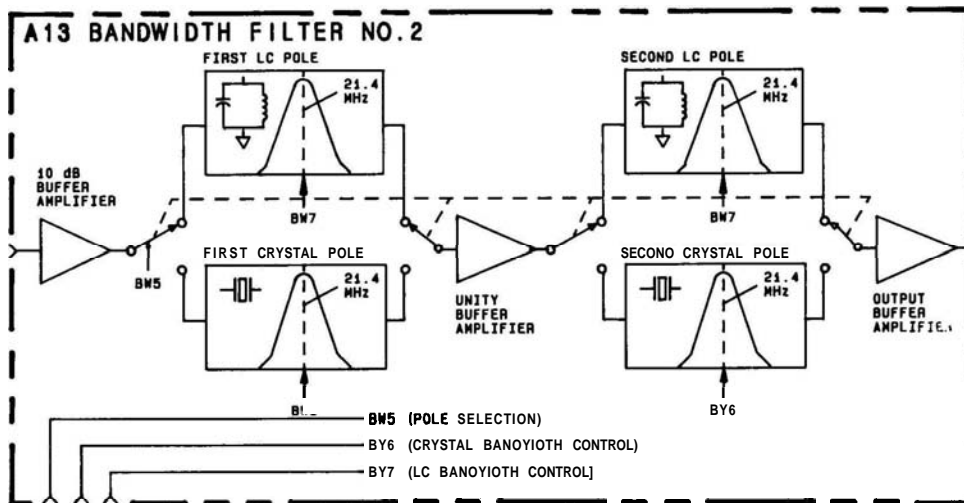 A13 BANDWIDTH FILTER NO.2
FIRST LC POLE
SECOND LC POLE
21.4
MHz
21.4
MHz
10 dB
BUFFER
AMPLIFIER
BW7
BW7
BW5
FIRST CRYSTAL POLE
SECONO CRYSTAL POLE
21.4
MHz
21.4
MHz
UNITY
BUFFER
AMPLIFIER
OUTPUT
BUFFER
BY6
BW5 (POLE SELECTION)
BY6 (CRYSTAL BANOYIOTH CONTROL)
BY7 (LC BANOYIOTH CONTROL]